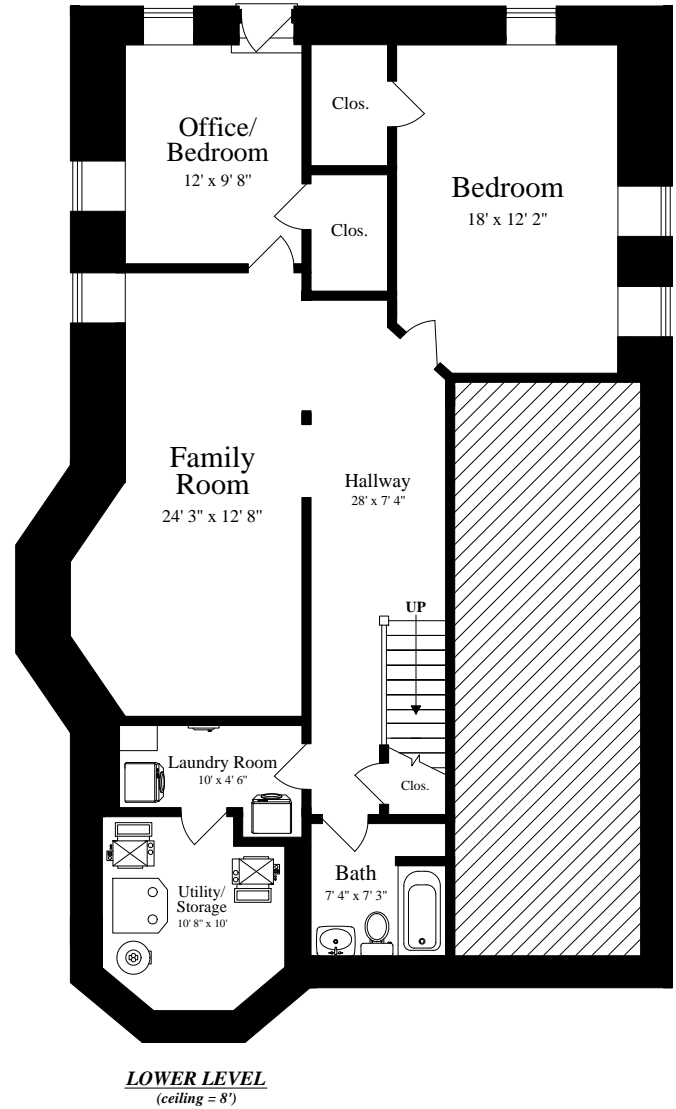 Office/
Bedroom
12' x 9' 8"
Clos.
Bedroom
18' x 12' 2"
Clos.
Family
Room
24' 3" x 12' 8"
Hallway
28' x 7' 4"
UP
Laundry Room
10' x 4' 6"
Clos.
Bath
7' 4" x 7' 3"
Utility/
Storage
10' 8" x 10'
LOWER LEVEL
(ceiling = 8')